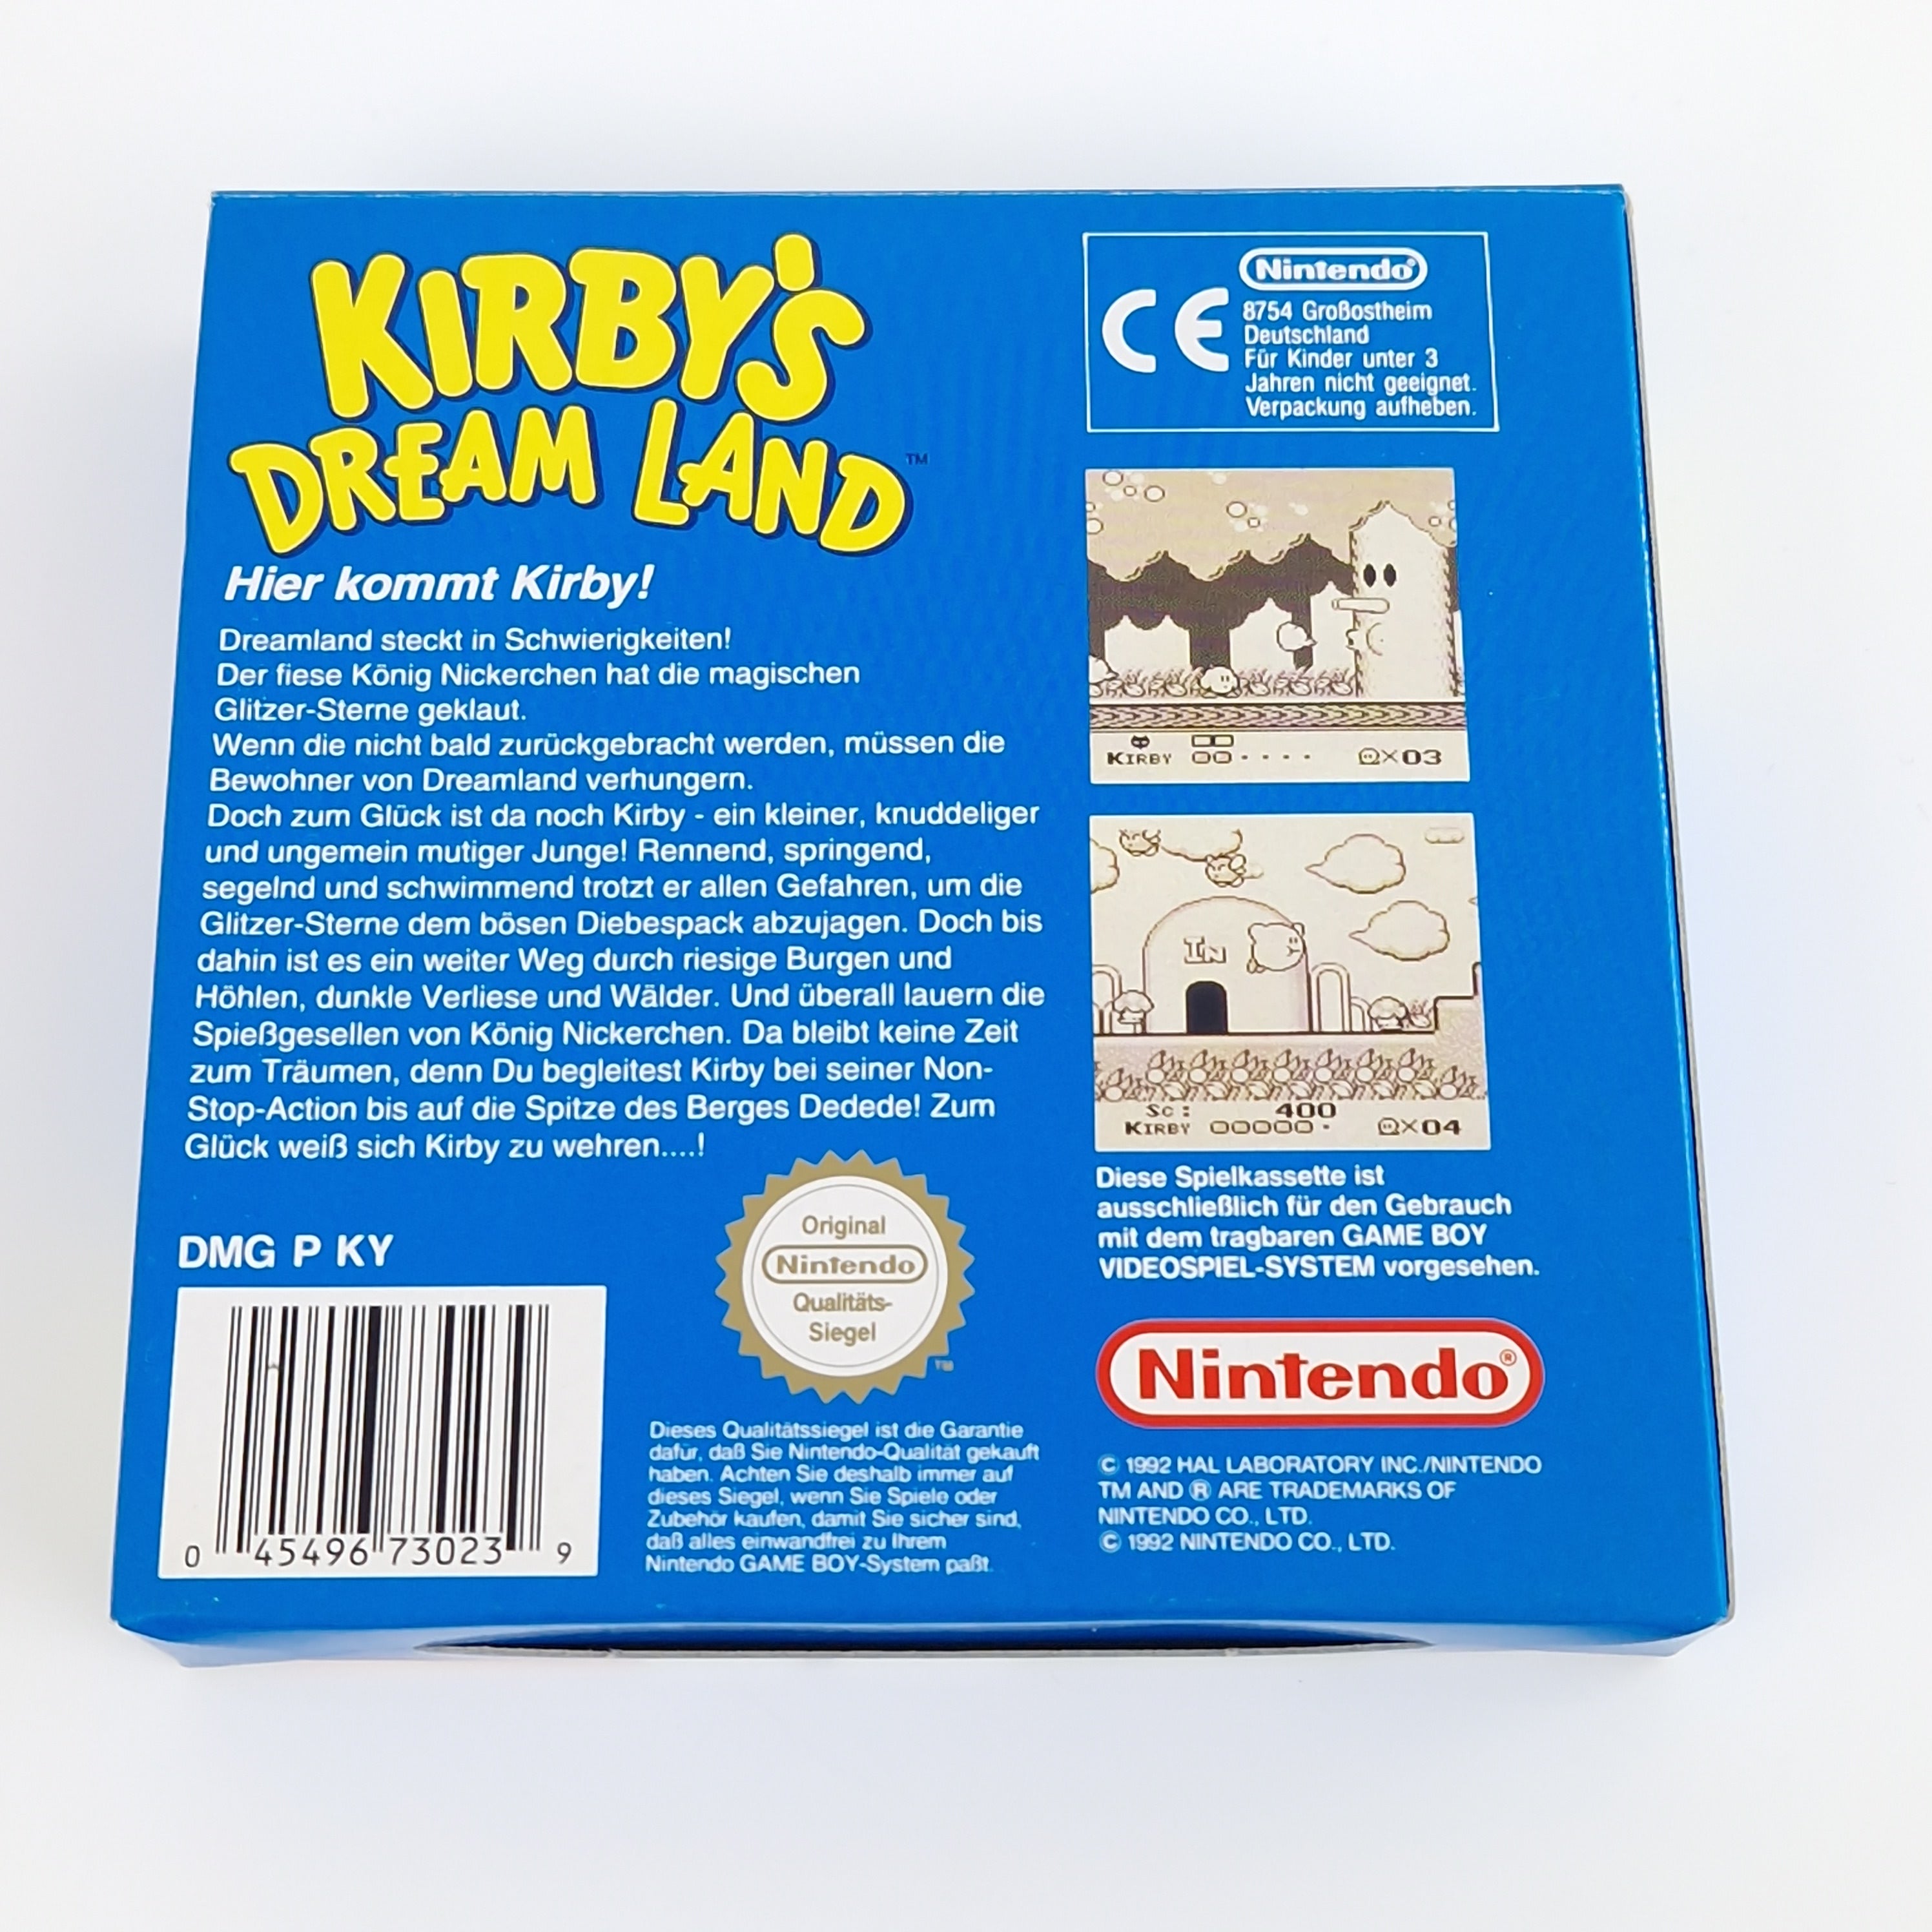 KIRBY'S
DREAM LAND™
Hier kommt Kirby!
Dreamland steckt in Schwierigkeiten!
Der fiese König Nickerchen hat die magischen
Glitzer-Sterne geklaut.
Wenn die nicht bald zurückgebracht werden, müssen die
Bewohner von Dreamland verhungern.
Doch zum Glück ist da noch Kirby - ein kleiner, knuddeliger
und ungemein mutiger Junge! Rennend, springend,
segelnd und schwimmend trotzt er allen Gefahren, um die
Glitzer-Sterne dem bösen Diebespack abzujagen. Doch bis
dahin ist es ein weiter Weg durch riesige Burgen und
Höhlen, dunkle Verliese und Wälder. Und überall lauern die
Spießgesellen von König Nickerchen. Da bleibt keine Zeit
zum Träumen, denn Du begleitest Kirby bei seiner Non-
Stop-Action bis auf die Spitze des Berges Dedede! Zum
Glück weiß sich Kirby zu wehren....!
DMG P KY
0 45496 73023 9
Original
Nintendo
Qualitäts-
Siegel
TM
Dieses Qualitätssiegel ist die Garantie
dafür, daß Sie Nintendo-Qualität gekauft
haben. Achten Sie deshalb immer auf
dieses Siegel, wenn Sie Spiele oder
Zubehör kaufen, damit Sie sicher sind,
daß alles einwandfrei zu Ihrem
Nintendo GAME BOY-System paßt.
CE
Nintendo®
8754 Großostheim
Deutschland
Für Kinder unter 3
Jahren nicht geeignet.
Verpackung aufheben.
KIRBY ×03
IN
Sc: 400
KIRBY ×04
Diese Spielkassette ist
ausschließlich für den Gebrauch
mit dem tragbaren GAME BOY
VIDEOSPIEL-SYSTEM vorgesehen.
Nintendo®
© 1992 HAL LABORATORY INC./NINTENDO
TM AND ® ARE TRADEMARKS OF
NINTENDO CO., LTD.
© 1992 NINTENDO CO., LTD.